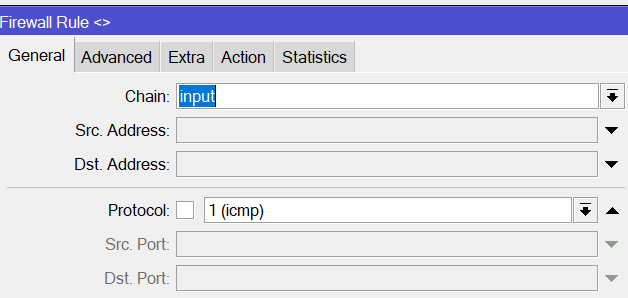 Firewall Rule <>
General Advanced Extra Action Statistics
Chain: input
Src. Address:
Dst. Address:
Protocol: 1 (icmp)
Src. Port:
Dst. Port: